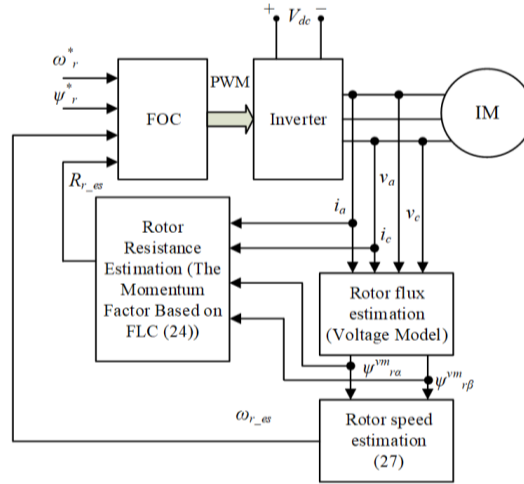 + V_dc −
ω*_r
ψ*_r
PWM
FOC
Inverter
IM
R_r_es
v_a
i_a
v_c
i_c
Rotor
Resistance
Estimation (The
Momentum
Factor Based on
FLC (24))
Rotor flux
estimation
(Voltage Model)
ψ^vm_rα
ψ^vm_rβ
ω_r_es
Rotor speed
estimation
(27)